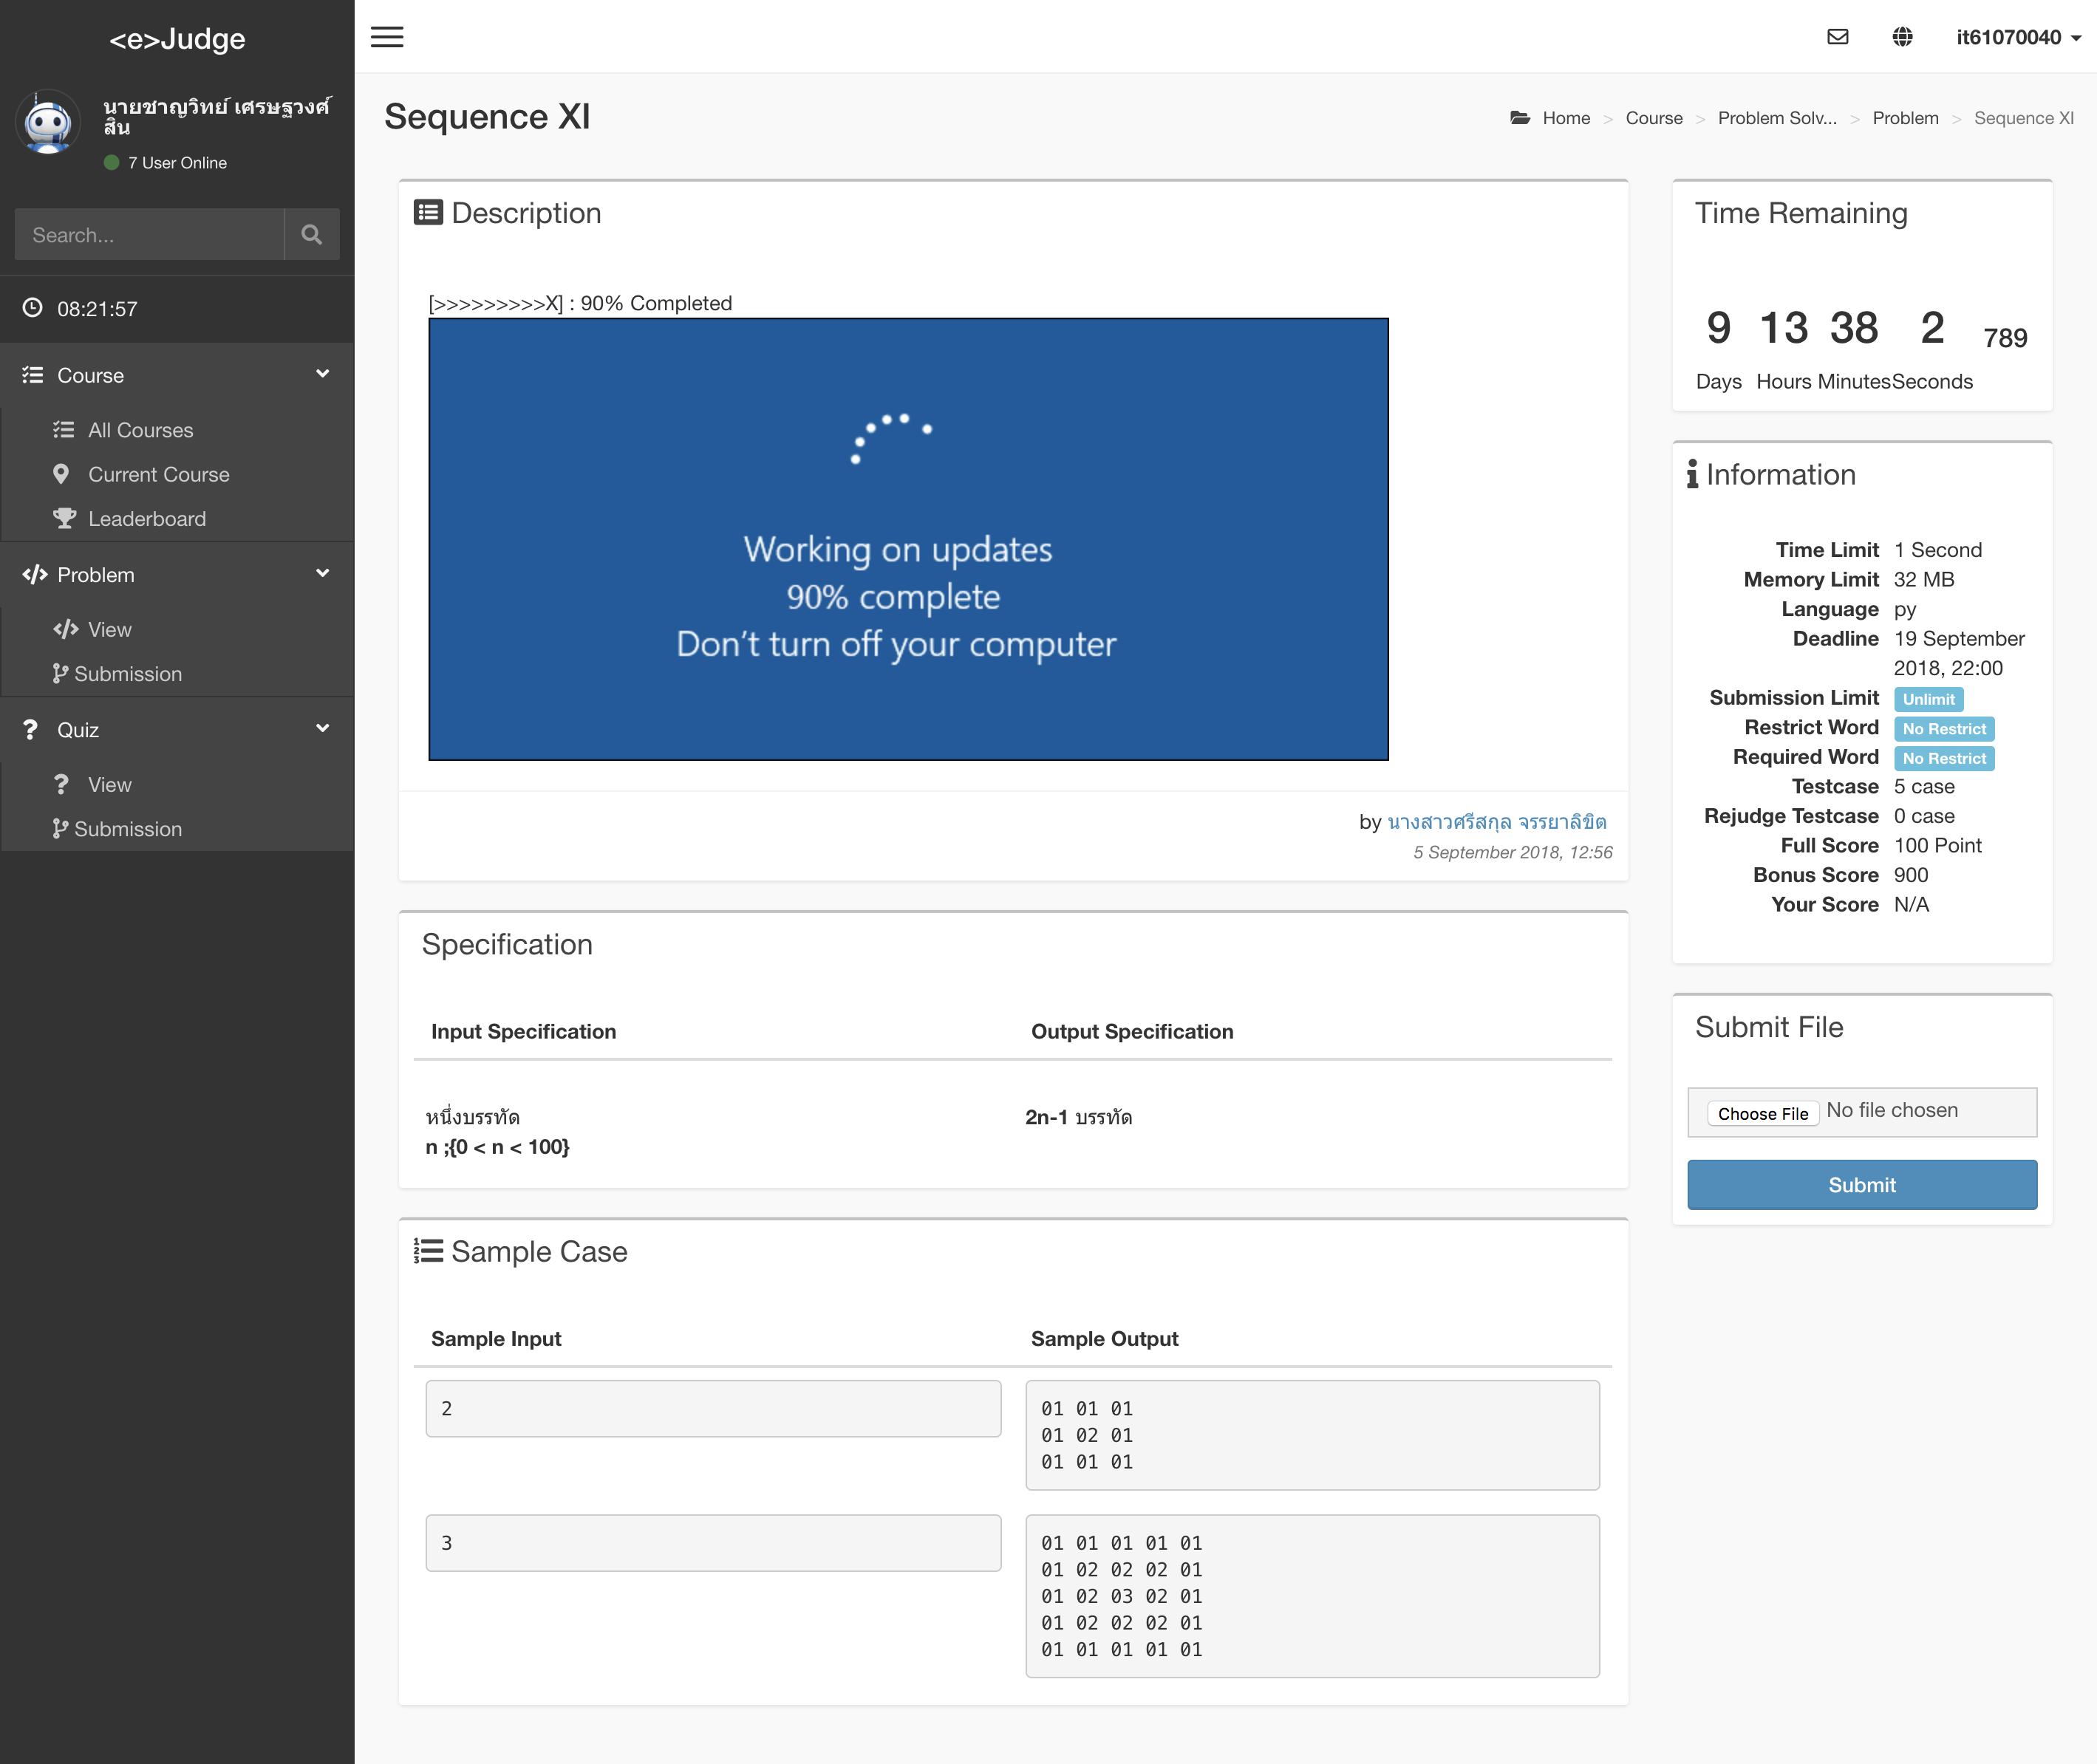 <e>Judge
นายชาญวิทย์ เศรษฐวงศ์
สิน
7 User Online
Search...
08:21:57
Course
All Courses
Current Course
Leaderboard
Problem
View
Submission
Quiz
View
Submission
it61070040
Sequence XI
Home > Course > Problem Solv... > Problem > Sequence XI
Description
[>>>>>>>>>X] : 90% Completed
Working on updates
90% complete
Don't turn off your computer
by นางสาวศรีสกุล จรรยาลิขิต
5 September 2018, 12:56
Specification
Input Specification Output Specification
หนึ่งบรรทัด 2n-1 บรรทัด
n ;{0 < n < 100}
Sample Case
Sample Input Sample Output
2
01 01 01
01 02 01
01 01 01
3
01 01 01 01 01
01 02 02 02 01
01 02 03 02 01
01 02 02 02 01
01 01 01 01 01
Time Remaining
9 13 38 2 789
Days Hours Minutes Seconds
Information
Time Limit 1 Second
Memory Limit 32 MB
Language py
Deadline 19 September
2018, 22:00
Submission Limit Unlimit
Restrict Word No Restrict
Required Word No Restrict
Testcase 5 case
Rejudge Testcase 0 case
Full Score 100 Point
Bonus Score 900
Your Score N/A
Submit File
Choose File No file chosen
Submit